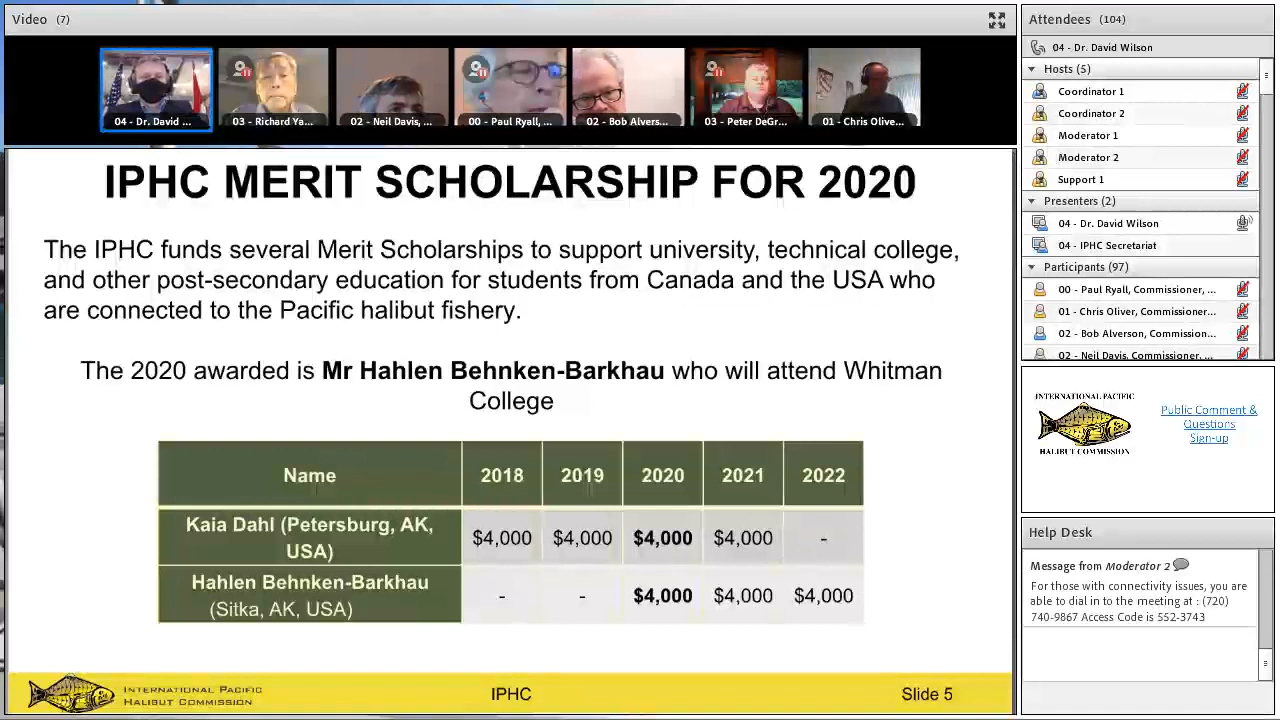 Video (7)
04 - Dr. David ...
03 - Richard Ya...
02 - Neil Davis, ...
00 - Paul Ryall, ...
02 - Bob Alvers...
03 - Peter DeGr...
01 - Chris Olive...
IPHC MERIT SCHOLARSHIP FOR 2020
The IPHC funds several Merit Scholarships to support university, technical college,
and other post-secondary education for students from Canada and the USA who
are connected to the Pacific halibut fishery.
The 2020 awarded is Mr Hahlen Behnken-Barkhau who will attend Whitman
College
Name 2018 2019 2020 2021 2022
Kaia Dahl (Petersburg, AK,
USA) $4,000 $4,000 $4,000 $4,000 -
Hahlen Behnken-Barkhau
(Sitka, AK, USA) - - $4,000 $4,000 $4,000
INTERNATIONAL PACIFIC
HALIBUT COMMISSION
IPHC
Slide 5
Attendees (104)
04 - Dr. David Wilson
Hosts (5)
Coordinator 1
Coordinator 2
Moderator 1
Moderator 2
Support 1
Presenters (2)
04 - Dr. David Wilson
04 - IPHC Secretariat
Participants (97)
00 - Paul Ryall, Commissioner, ...
01 - Chris Oliver, Commissioner...
02 - Bob Alverson, Commission...
02 - Neil Davis, Commissioner, ...
INTERNATIONAL PACIFIC
HALIBUT COMMISSION
Public Comment &
Questions
Sign-up
Help Desk
Message from Moderator 2
For those with connectivity issues, you are
able to dial in to the meeting at : (720)
740-9867 Access Code is 552-3743